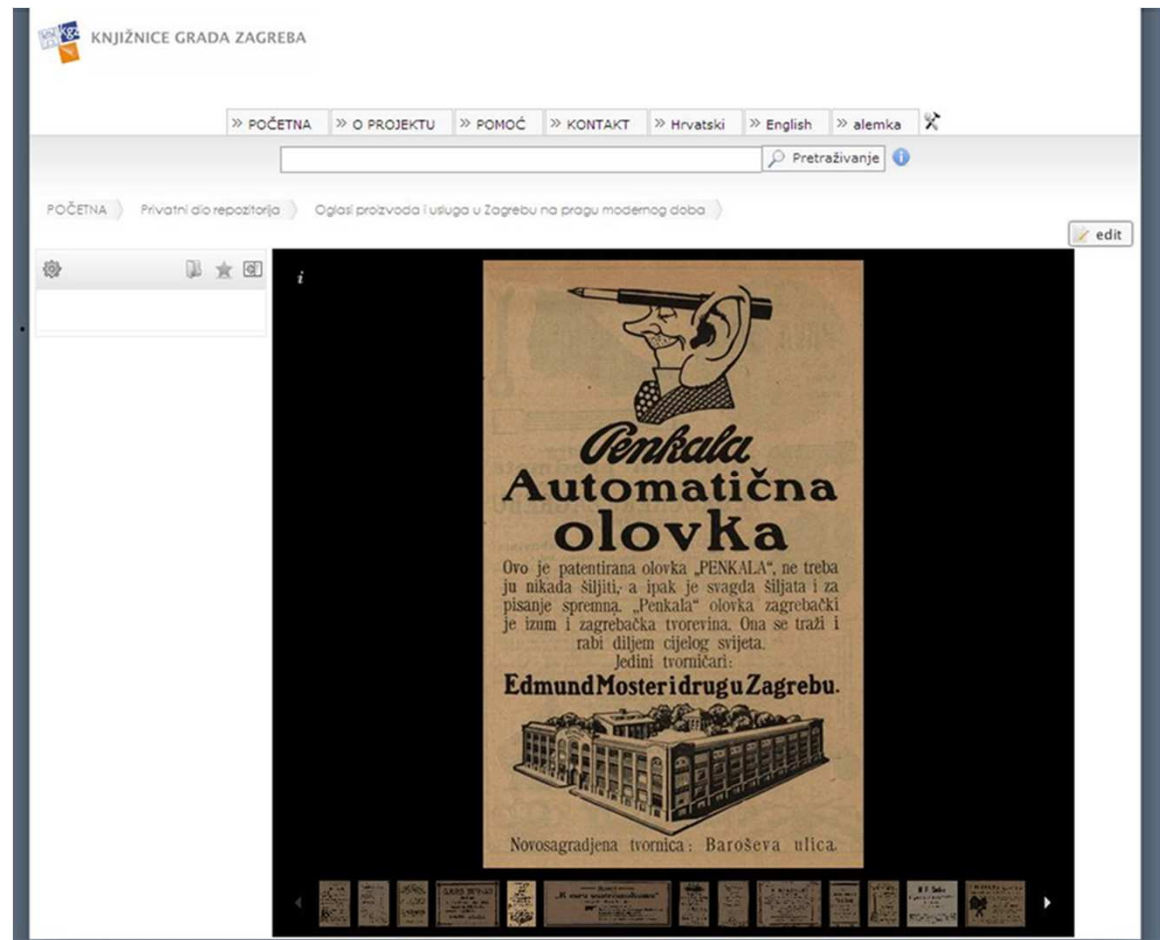 KNJIŽNICE GRADA ZAGREBA
» POČETNA » O PROJEKTU » POMOĆ » KONTAKT » Hrvatski » English » alemka
Pretraživanje
POČETNA Privatni dio repozitorija Oglasi proizvoda i usluga u Zagrebu na pragu modernog doba
edit
i
Penkala
Automatična
olovka
Ovo je patentirana olovka „PENKALA“, ne treba
ju nikada šiljiti, a ipak je svagda šiljata i za
pisanje spremna. „Penkala“ olovka zagrebački
je izum i zagrebačka tvorevina. Ona se traži i
rabi diljem cijelog svijeta.
Jedini tvorničari:
Edmund Moster i drug u Zagrebu.
Novosagradjena tvornica: Baroševa ulica.